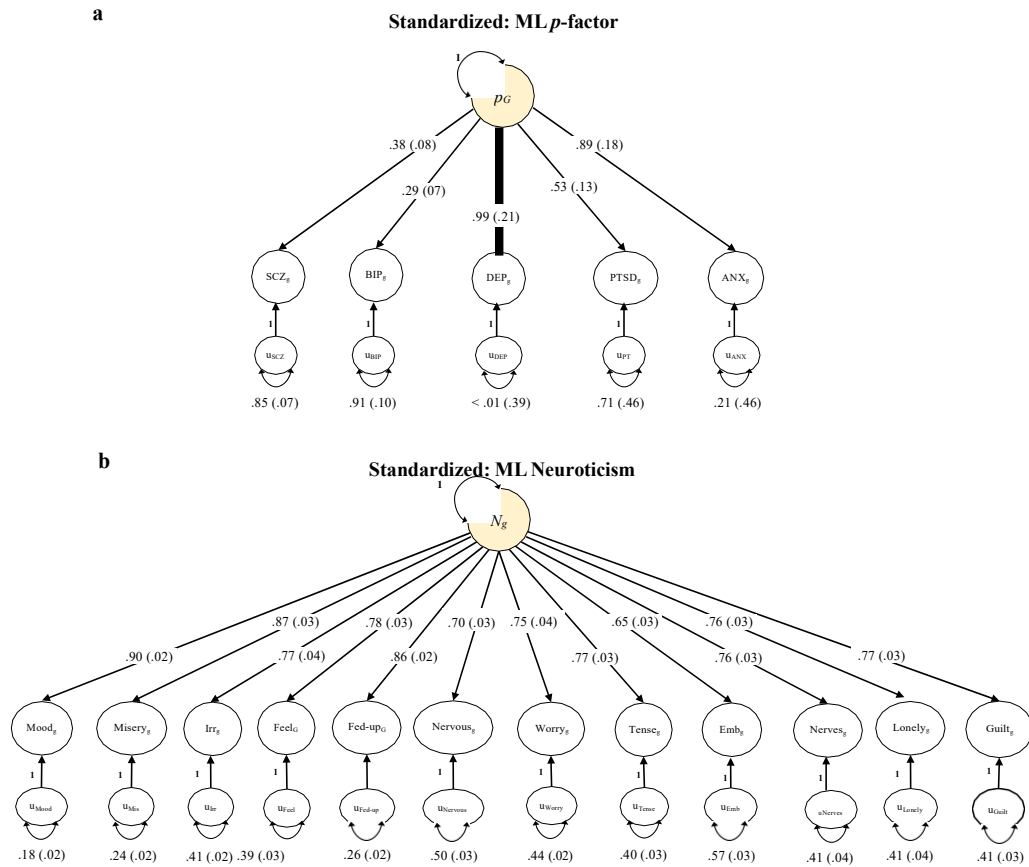 a
Standardized: ML p-factor
1
pG
.38 (.08)
.89 (.18)
.29 (07)
.53 (.13)
.99 (.21)
SCZg BIPg DEPg PTSDg ANXg
1 1 1 1 1
uSCZ uBIP uDEP uPT uANX
.85 (.07) .91 (.10) < .01 (.39) .71 (.46) .21 (.46)
b
Standardized: ML Neuroticism
1
Ng
.87 (.03) .78 (.03) .70 (.03) .75 (.04) .65 (.03) .76 (.03)
.90 (.02) .77 (.04) .86 (.02) .77 (.03) .76 (.03) .77 (.03)
Moodg Miseryg Irrg FeelG Fed-upG Nervousg Worryg Tenseg Embg Nervesg Lonelyg Guiltg
1 1 1 1 1 1 1 1 1 1 1 1
uMood uMis uIrr uFeel uFed-up uNervous uWorry uTense uEmb uNerves uLonely uGuilt
.18 (.02) .24 (.02) .41 (.02) .39 (.03) .26 (.02) .50 (.03) .44 (.02) .40 (.03) .57 (.03) .41 (.04) .41 (.04) .41 (.03)